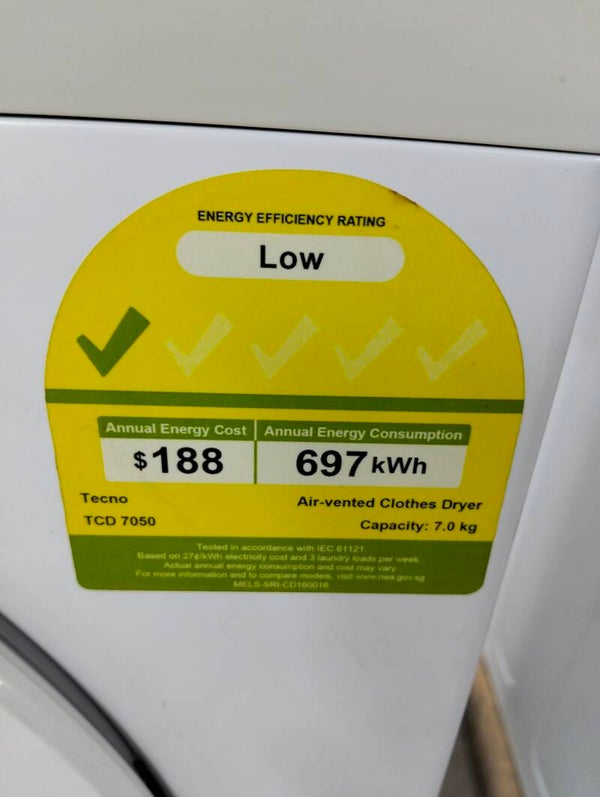 ENERGY EFFICIENCY RATING
Low
Annual Energy Cost
$188
Annual Energy Consumption
697 kWh
Tecno
TCD 7050
Air-vented Clothes Dryer
Capacity: 7.0 kg
Tested in accordance with IEC 61121
Based on 27¢/kWh electricity cost and 3 laundry loads per week
Actual annual energy consumption and cost may vary.
For more information and to compare models, visit www.nea.gov.sg
MELS-SRI-CD160016